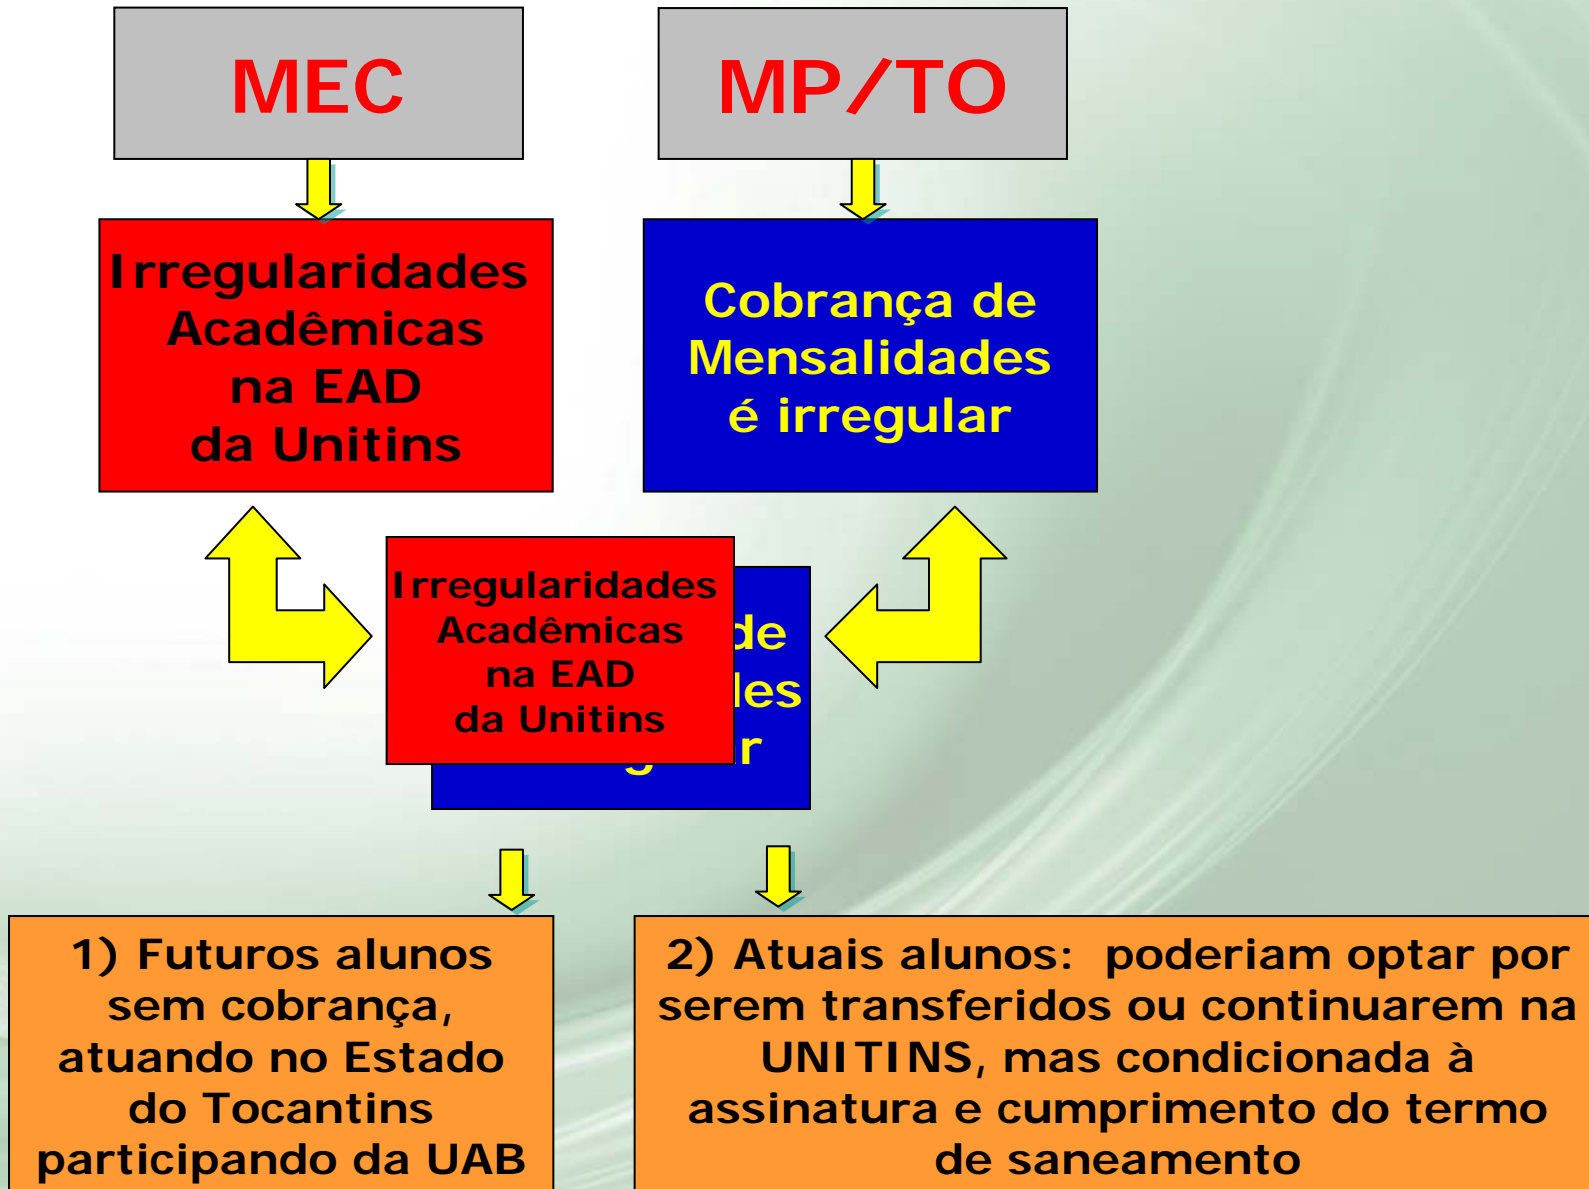 MEC
MP/TO
Irregularidades
Acadêmicas
na EAD
da Unitins
Cobrança de
Mensalidades
é irregular
Irregularidades
Acadêmicas
na EAD
da Unitins
de
1) Futuros alunos
sem cobrança,
atuando no Estado
do Tocantins
participando da UAB
2) Atuais alunos: poderiam optar por
serem transferidos ou continuarem na
UNITINS, mas condicionada à
assinatura e cumprimento do termo
de saneamento